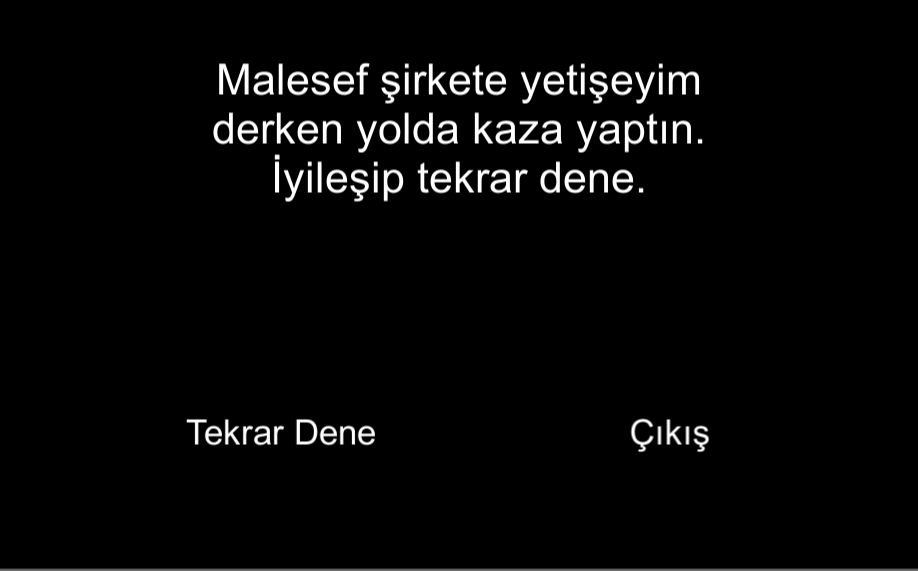 Malesef şirkete yetişeyim
derken yolda kaza yaptın.
İyileşip tekrar dene.
Tekrar Dene
Çıkış